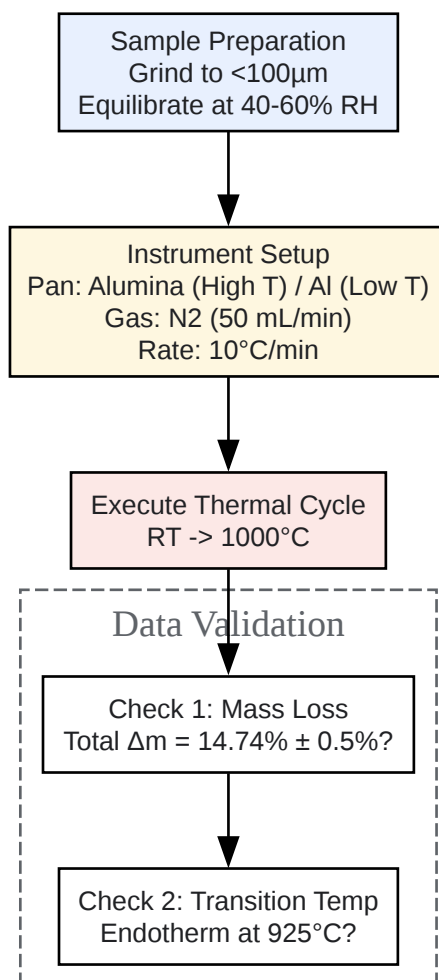 Sample Preparation
Grind to <100µm
Equilibrate at 40-60% RH
Instrument Setup
Pan: Alumina (High T) / Al (Low T)
Gas: N2 (50 mL/min)
Rate: 10°C/min
Execute Thermal Cycle
RT -> 1000°C
Data Validation
Check 1: Mass Loss
Total Δm = 14.74% ± 0.5%?
Check 2: Transition Temp
Endotherm at 925°C?